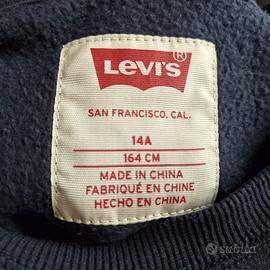 Levi's®
SAN FRANCISCO, CAL.
14A
164 CM
MADE IN CHINA
FABRIQUÉ EN CHINE
HECHO EN CHINA
subito